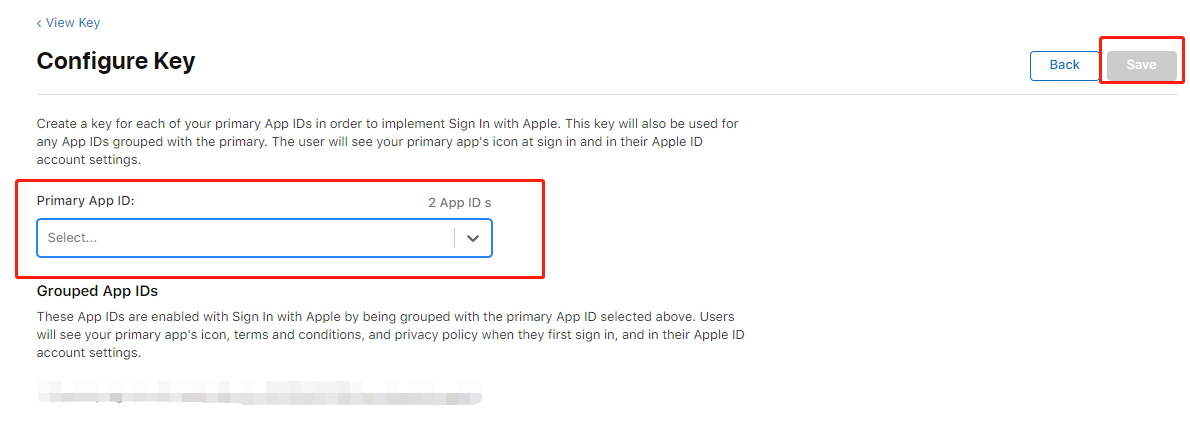 ‹ View Key
Configure Key
Back
Save
Create a key for each of your primary App IDs in order to implement Sign In with Apple. This key will also be used for
any App IDs grouped with the primary. The user will see your primary app's icon at sign in and in their Apple ID
account settings.
Primary App ID:
2 App ID s
Select...
Grouped App IDs
These App IDs are enabled with Sign In with Apple by being grouped with the primary App ID selected above. Users
will see your primary app's icon, terms and conditions, and privacy policy when they first sign in, and in their Apple ID
account settings.